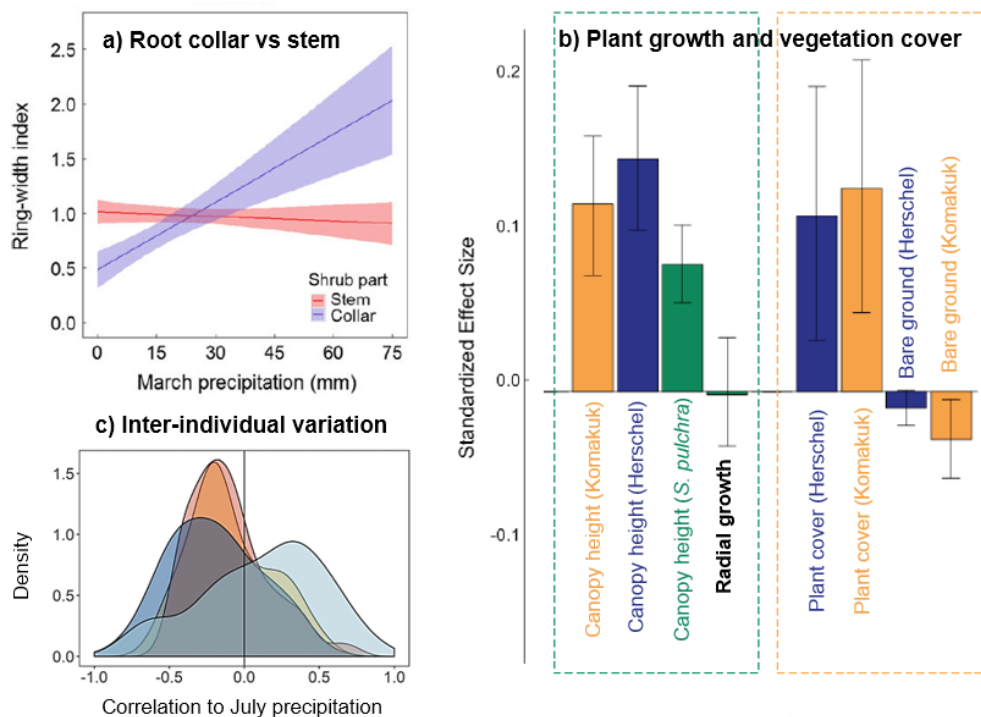 a) Root collar vs stem
Ring-width index
2.5
2.0
1.5
1.0
0.5
0.0
Shrub part
Stem
Collar
0
15
30
45
60
75
March precipitation (mm)
b) Plant growth and vegetation cover
Standardized Effect Size
0.2
0.1
0.0
-0.1
Canopy height (Komakuk)
Canopy height (Herschel)
Canopy height (S. pulchra)
Radial growth
Plant cover (Herschel)
Plant cover (Komakuk)
Bare ground (Herschel)
Bare ground (Komakuk)
c) Inter-individual variation
Density
1.5
1.0
0.5
0.0
-1.0
-0.5
0.0
0.5
1.0
Correlation to July precipitation